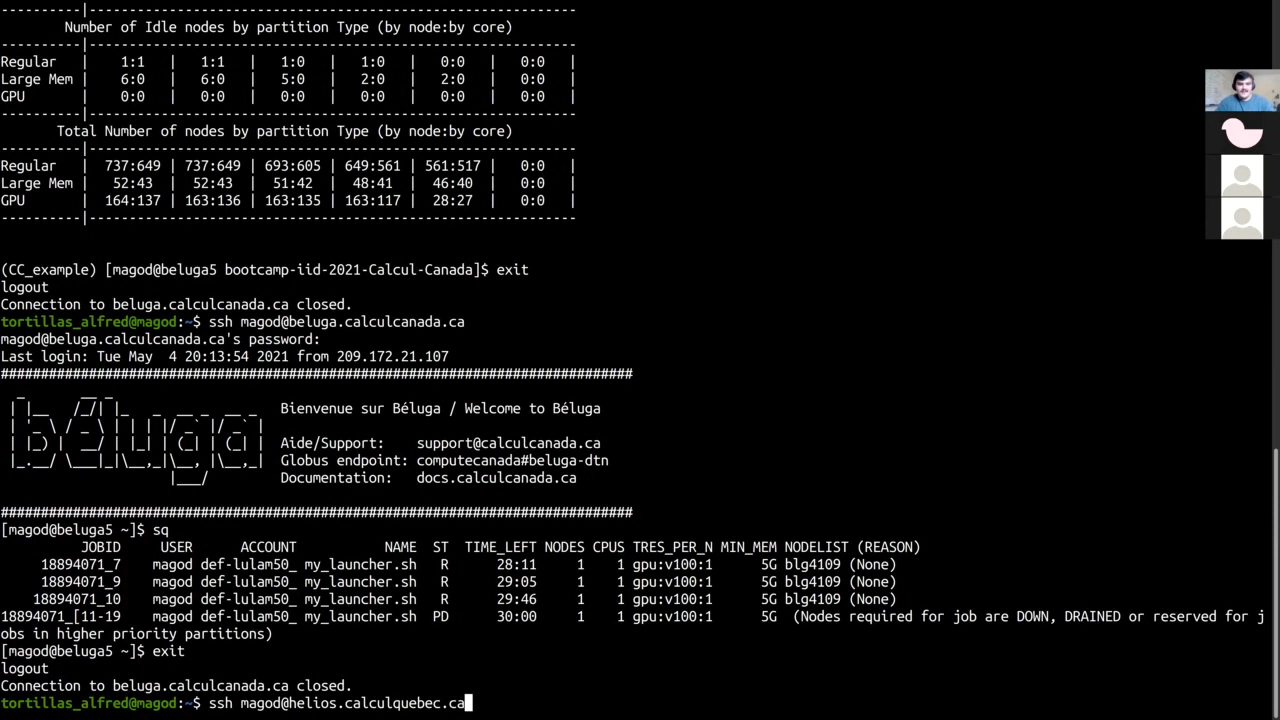 ----------|-------------------------------------------------------------
        Number of Idle nodes by partition Type (by node:by core)
----------|-------------------------------------------------------------
Regular   |    1:1    |    1:1    |    1:0    |    1:0    |    0:0    |    0:0    |
Large Mem |    6:0    |    6:0    |    5:0    |    2:0    |    2:0    |    0:0    |
GPU       |    0:0    |    0:0    |    0:0    |    0:0    |    0:0    |    0:0    |
----------|-------------------------------------------------------------
       Total Number of nodes by partition Type (by node:by core)
----------|-------------------------------------------------------------
Regular   |  737:649 |  737:649 |  693:605 |  649:561 |  561:517 |    0:0    |
Large Mem |   52:43   |   52:43   |   51:42   |   48:41   |   46:40   |    0:0    |
GPU       |  164:137 |  163:136 |  163:135 |  163:117 |   28:27   |    0:0    |
----------|-------------------------------------------------------------
(CC_example) [magod@beluga5 bootcamp-iid-2021-Calcul-Canada]$ exit
logout
Connection to beluga.calculcanada.ca closed.
tortillas_alfred@magod:~$ ssh magod@beluga.calculcanada.ca
magod@beluga.calculcanada.ca's password:
Last login: Tue May  4 20:13:54 2021 from 209.172.21.107
###############################################################################
béluga
Bienvenue sur Béluga / Welcome to Béluga
Aide/Support:    support@calculcanada.ca
Globus endpoint: computecanada#beluga-dtn
Documentation:   docs.calculcanada.ca
###############################################################################
[magod@beluga5 ~]$ sq
          JOBID     USER      ACCOUNT           NAME  ST  TIME_LEFT NODES CPUS TRES_PER_N MIN_MEM NODELIST (REASON)
     18894071_7    magod def-lulam50_ my_launcher.sh   R      28:11     1    1 gpu:v100:1      5G blg4109 (None)
     18894071_9    magod def-lulam50_ my_launcher.sh   R      29:05     1    1 gpu:v100:1      5G blg4109 (None)
    18894071_10    magod def-lulam50_ my_launcher.sh   R      29:46     1    1 gpu:v100:1      5G blg4109 (None)
18894071_[11-19    magod def-lulam50_ my_launcher.sh  PD      30:00     1    1 gpu:v100:1      5G  (Nodes required for job are DOWN, DRAINED or reserved for j
obs in higher priority partitions)
[magod@beluga5 ~]$ exit
logout
Connection to beluga.calculcanada.ca closed.
tortillas_alfred@magod:~$ ssh magod@helios.calculquebec.ca